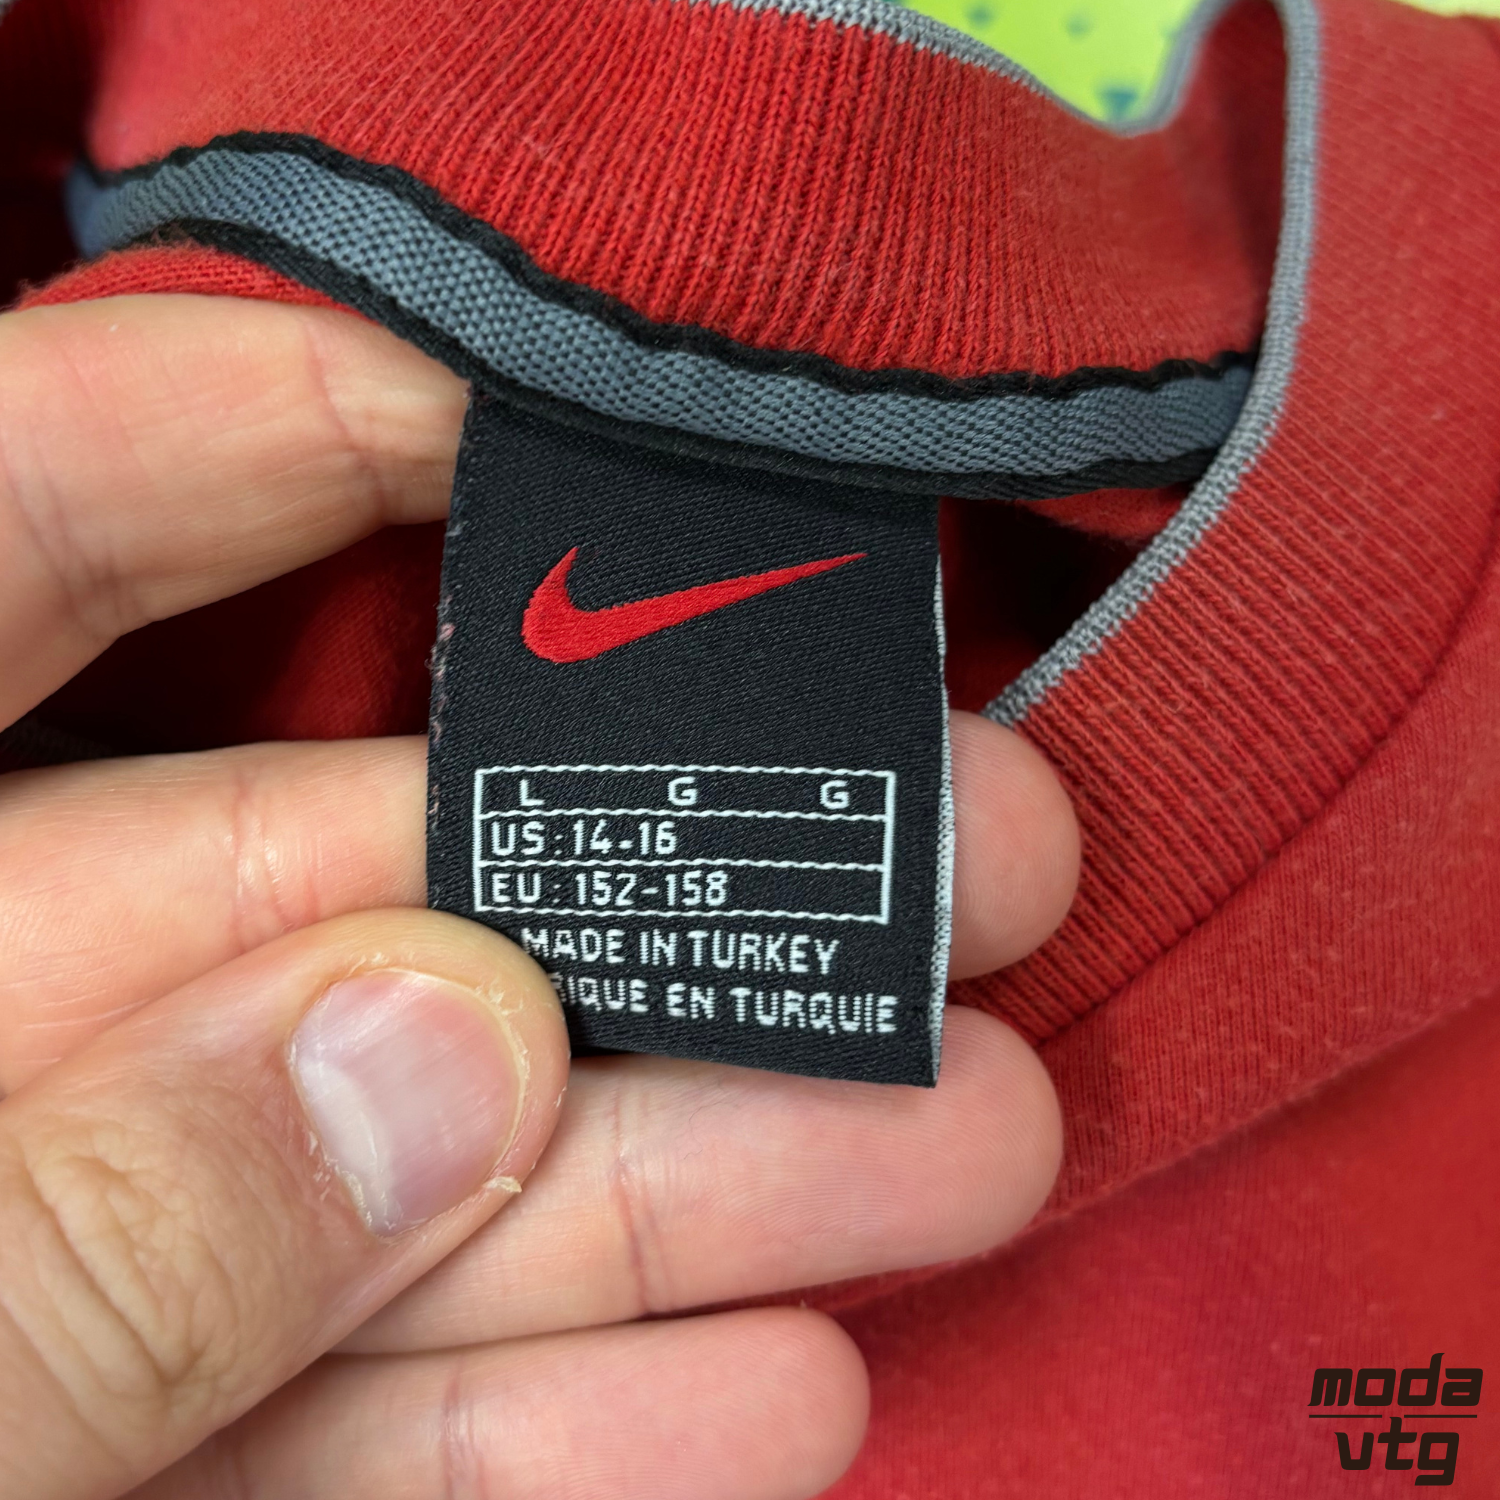 L G G
US: 14-16
EU: 152-158
MADE IN TURKEY
EN TURQUIE
moda
vtg